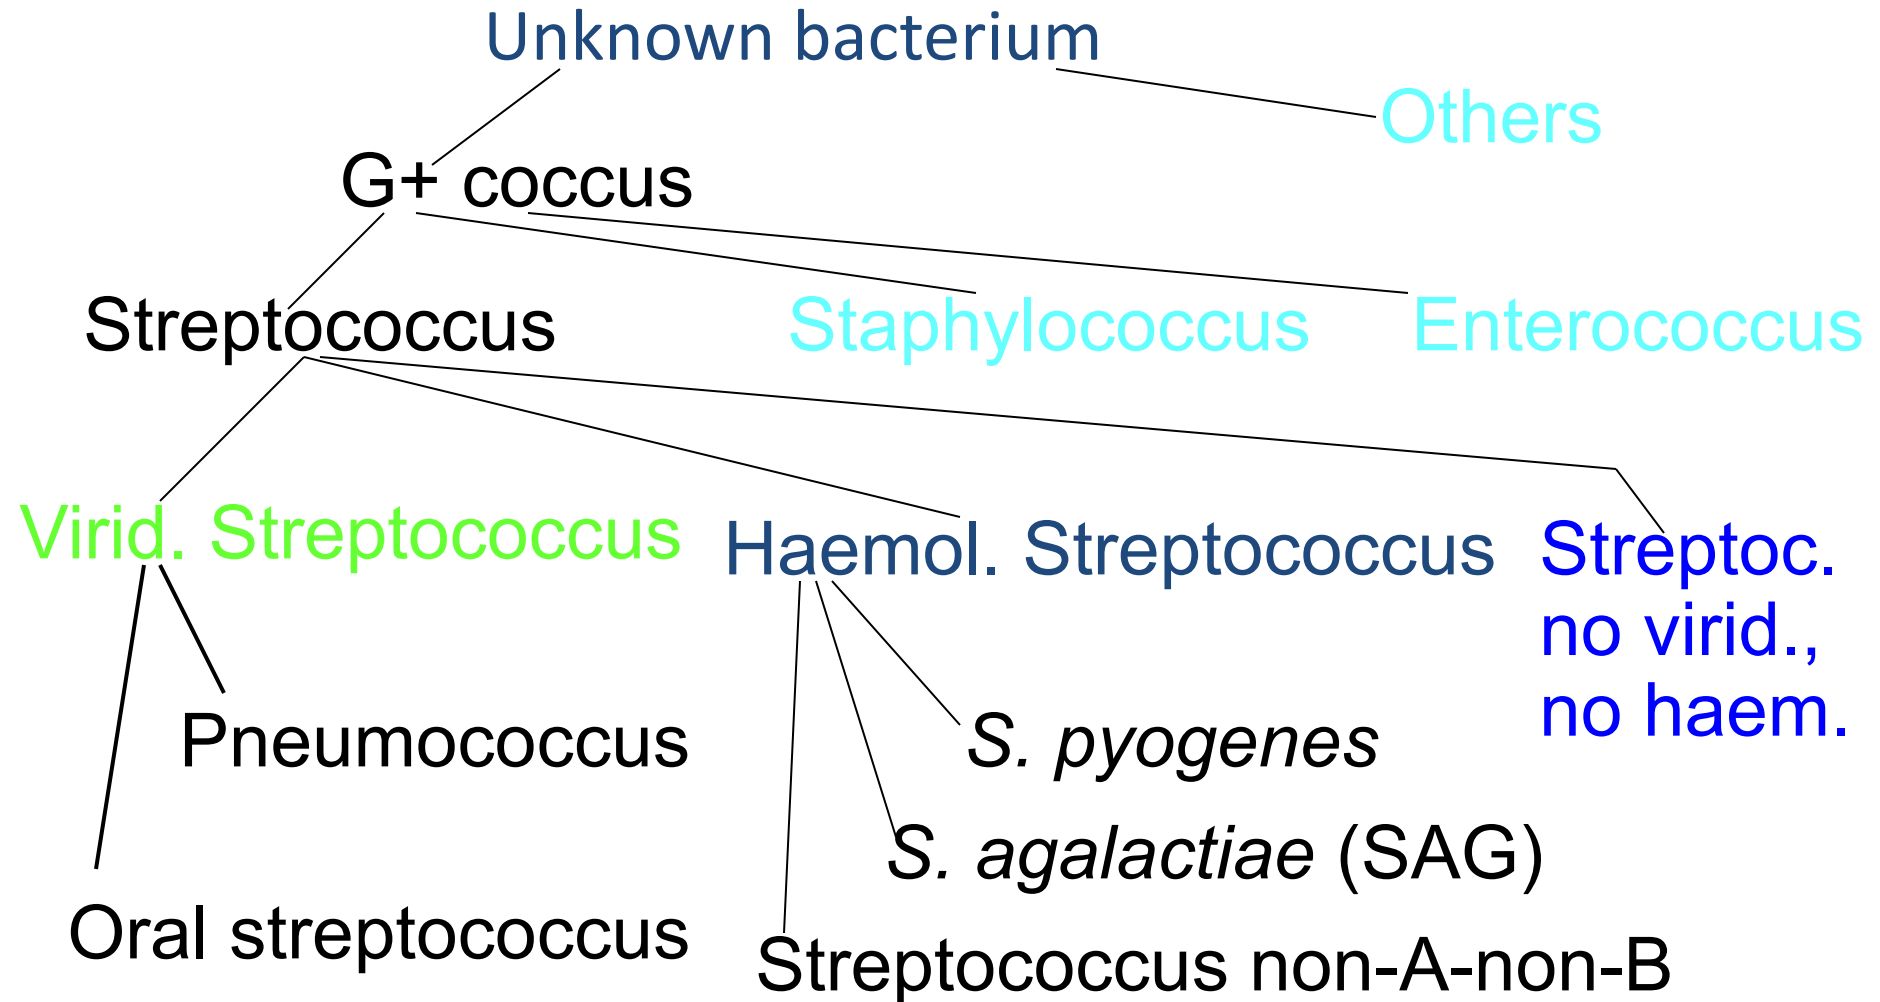 Unknown bacterium
Others
G+ coccus
Streptococcus
Staphylococcus
Enterococcus
Virid. Streptococcus
Haemol. Streptococcus
Streptoc.
no virid.,
no haem.
Pneumococcus
S. pyogenes
S. agalactiae (SAG)
Oral streptococcus
Streptococcus non-A-non-B